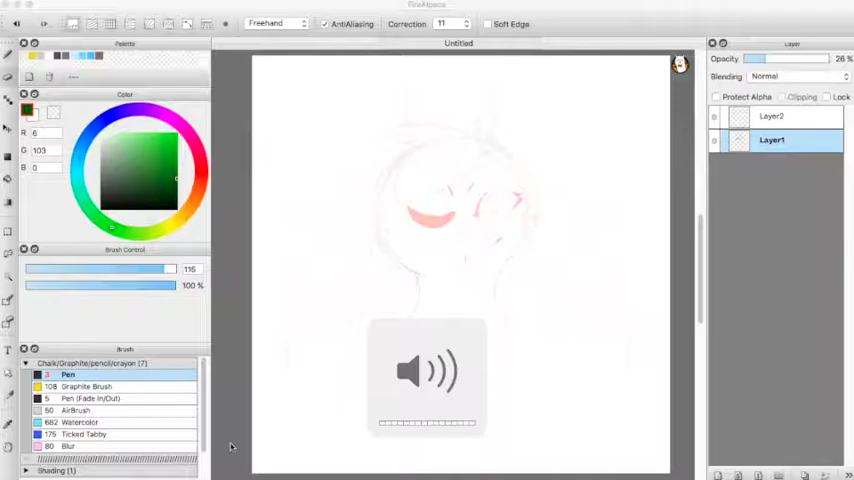 FireAlpaca
Freehand
AntiAliasing
Correction
11
Soft Edge
Palette
Untitled
Layer
Opacity
26 %
Color
Blending
Normal
Protect Alpha
Clipping
Lock
R
6
Layer2
G
103
Layer1
B
0
Brush Control
115
100 %
Brush
Chalk/Graphite/pencil/crayon [7]
3 Pen
108 Graphite Brush
5 Pen (Fade In/Out)
50 AirBrush
682 Watercolor
175 Ticked Tabby
80 Blur
Shading [1]